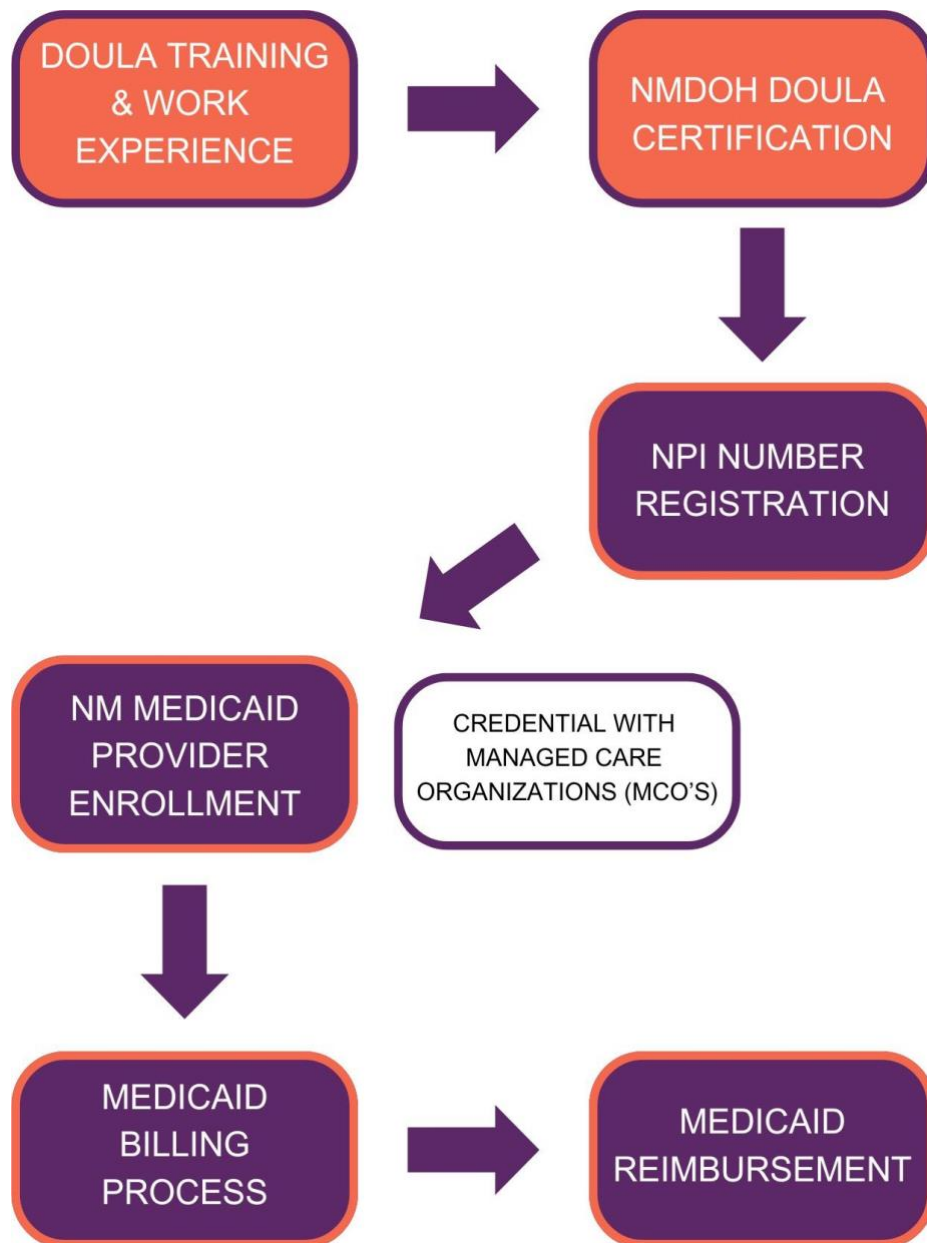 DOULA TRAINING
& WORK
EXPERIENCE
NMDOH DOULA
CERTIFICATION
NPI NUMBER
REGISTRATION
NM MEDICAID
PROVIDER
ENROLLMENT
CREDENTIAL WITH
MANAGED CARE
ORGANIZATIONS (MCO'S)
MEDICAID
BILLING
PROCESS
MEDICAID
REIMBURSEMENT